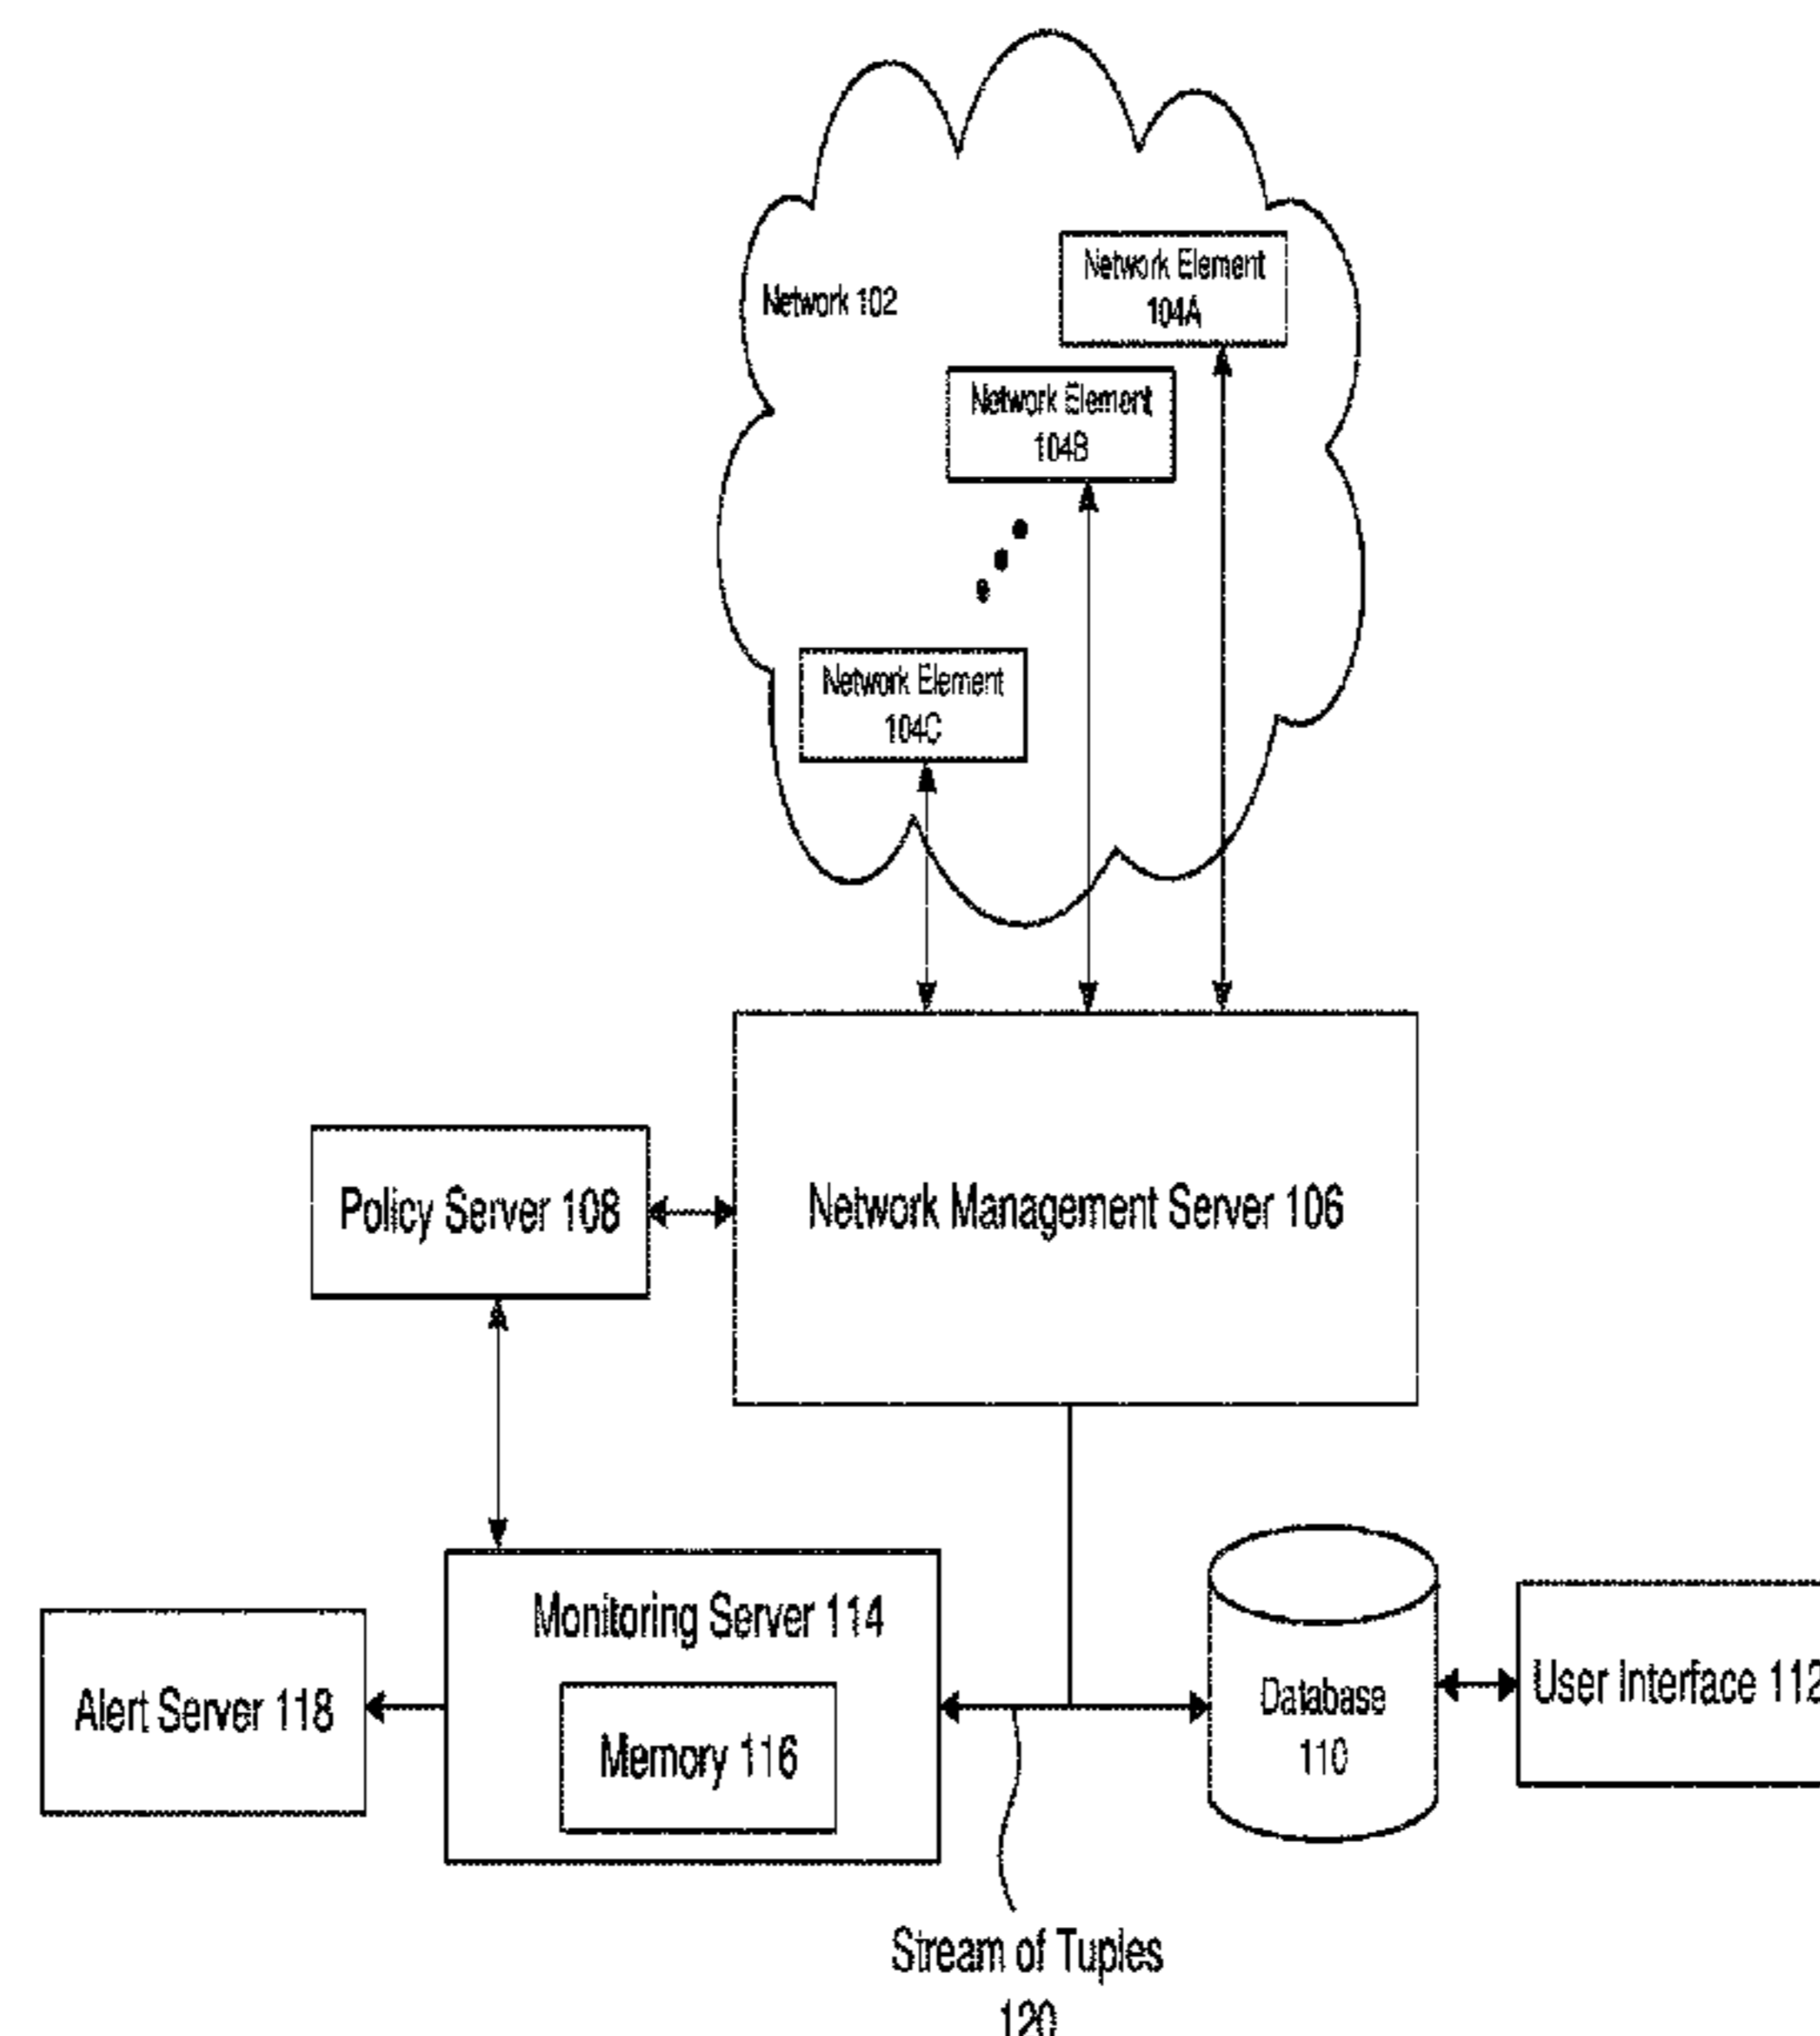 Network Element
104A
Network 102
Network Element
104B
Network Element
104C
Policy Server 108
Network Management Server 106
Monitoring Server 114
Alert Server 118
Memory 116
Database
110
User Interface 112
Stream of Tuples
120